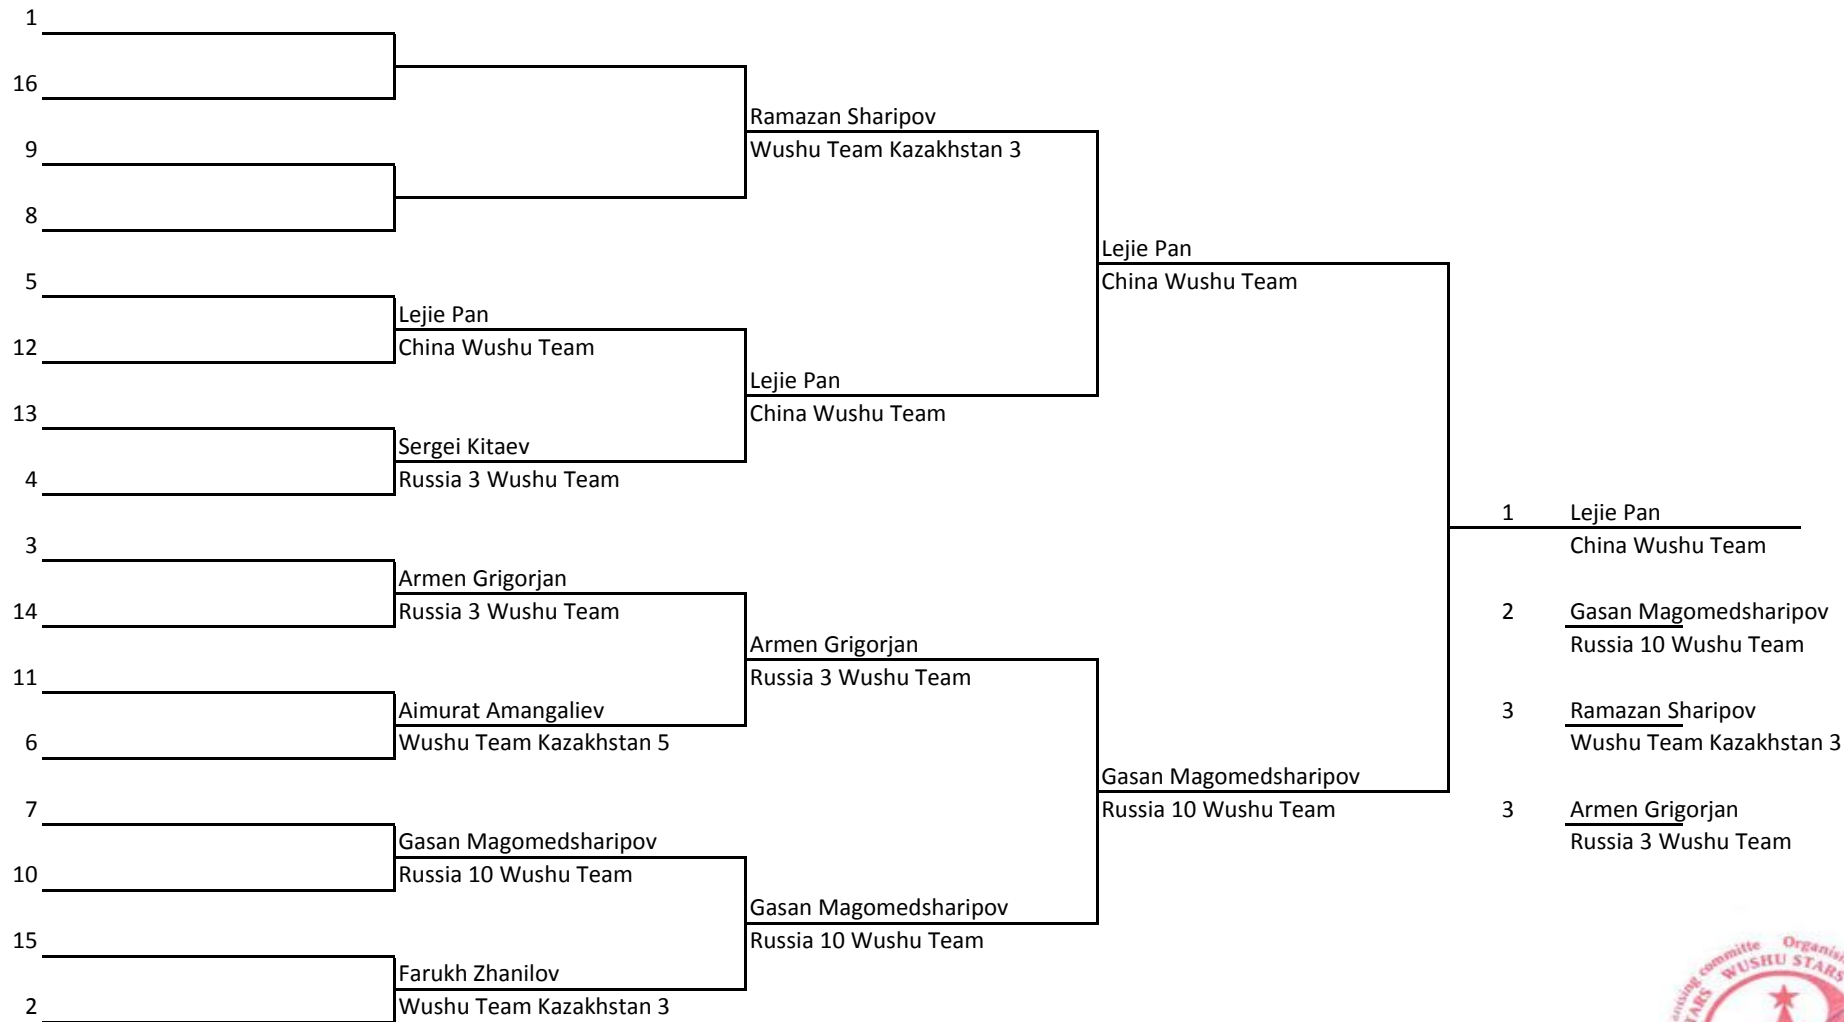 1
16
Ramazan Sharipov
9
Wushu Team Kazakhstan 3
8
Lejie Pan
5
China Wushu Team
Lejie Pan
12
China Wushu Team
Lejie Pan
13
China Wushu Team
Sergei Kitaev
4
Russia 3 Wushu Team
1 Lejie Pan
3
China Wushu Team
Armen Grigorjan
14
Russia 3 Wushu Team
2 Gasan Magomedsharipov
Armen Grigorjan
Russia 10 Wushu Team
11
Russia 3 Wushu Team
Aimurat Amangaliev
3 Ramazan Sharipov
6
Wushu Team Kazakhstan 5
Wushu Team Kazakhstan 3
Gasan Magomedsharipov
7
Russia 10 Wushu Team
3 Armen Grigorjan
Gasan Magomedsharipov
Russia 3 Wushu Team
10
Russia 10 Wushu Team
Gasan Magomedsharipov
15
Russia 10 Wushu Team
Farukh Zhanilov
2
Wushu Team Kazakhstan 3
WUSHU STARS